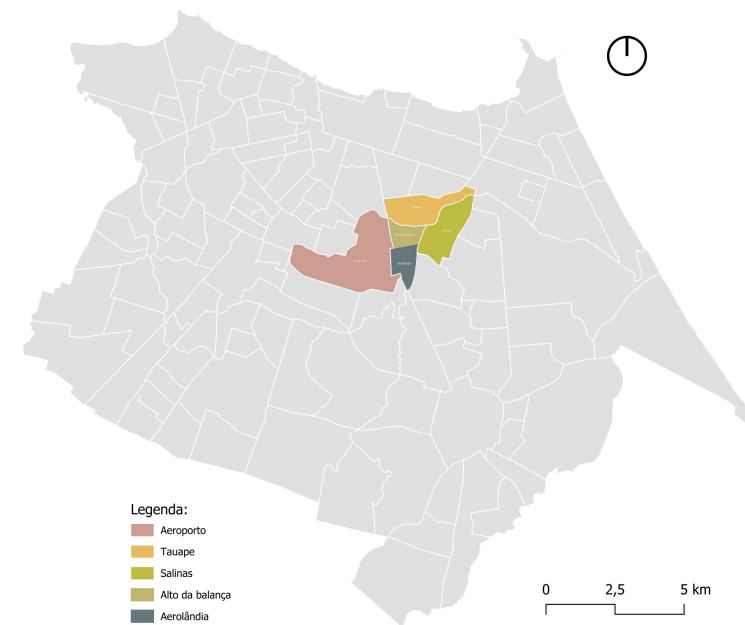 Legenda:
Aeroporto
Tauape
Salinas
Alto da balança
Aerolândia
0 2,5 5 km